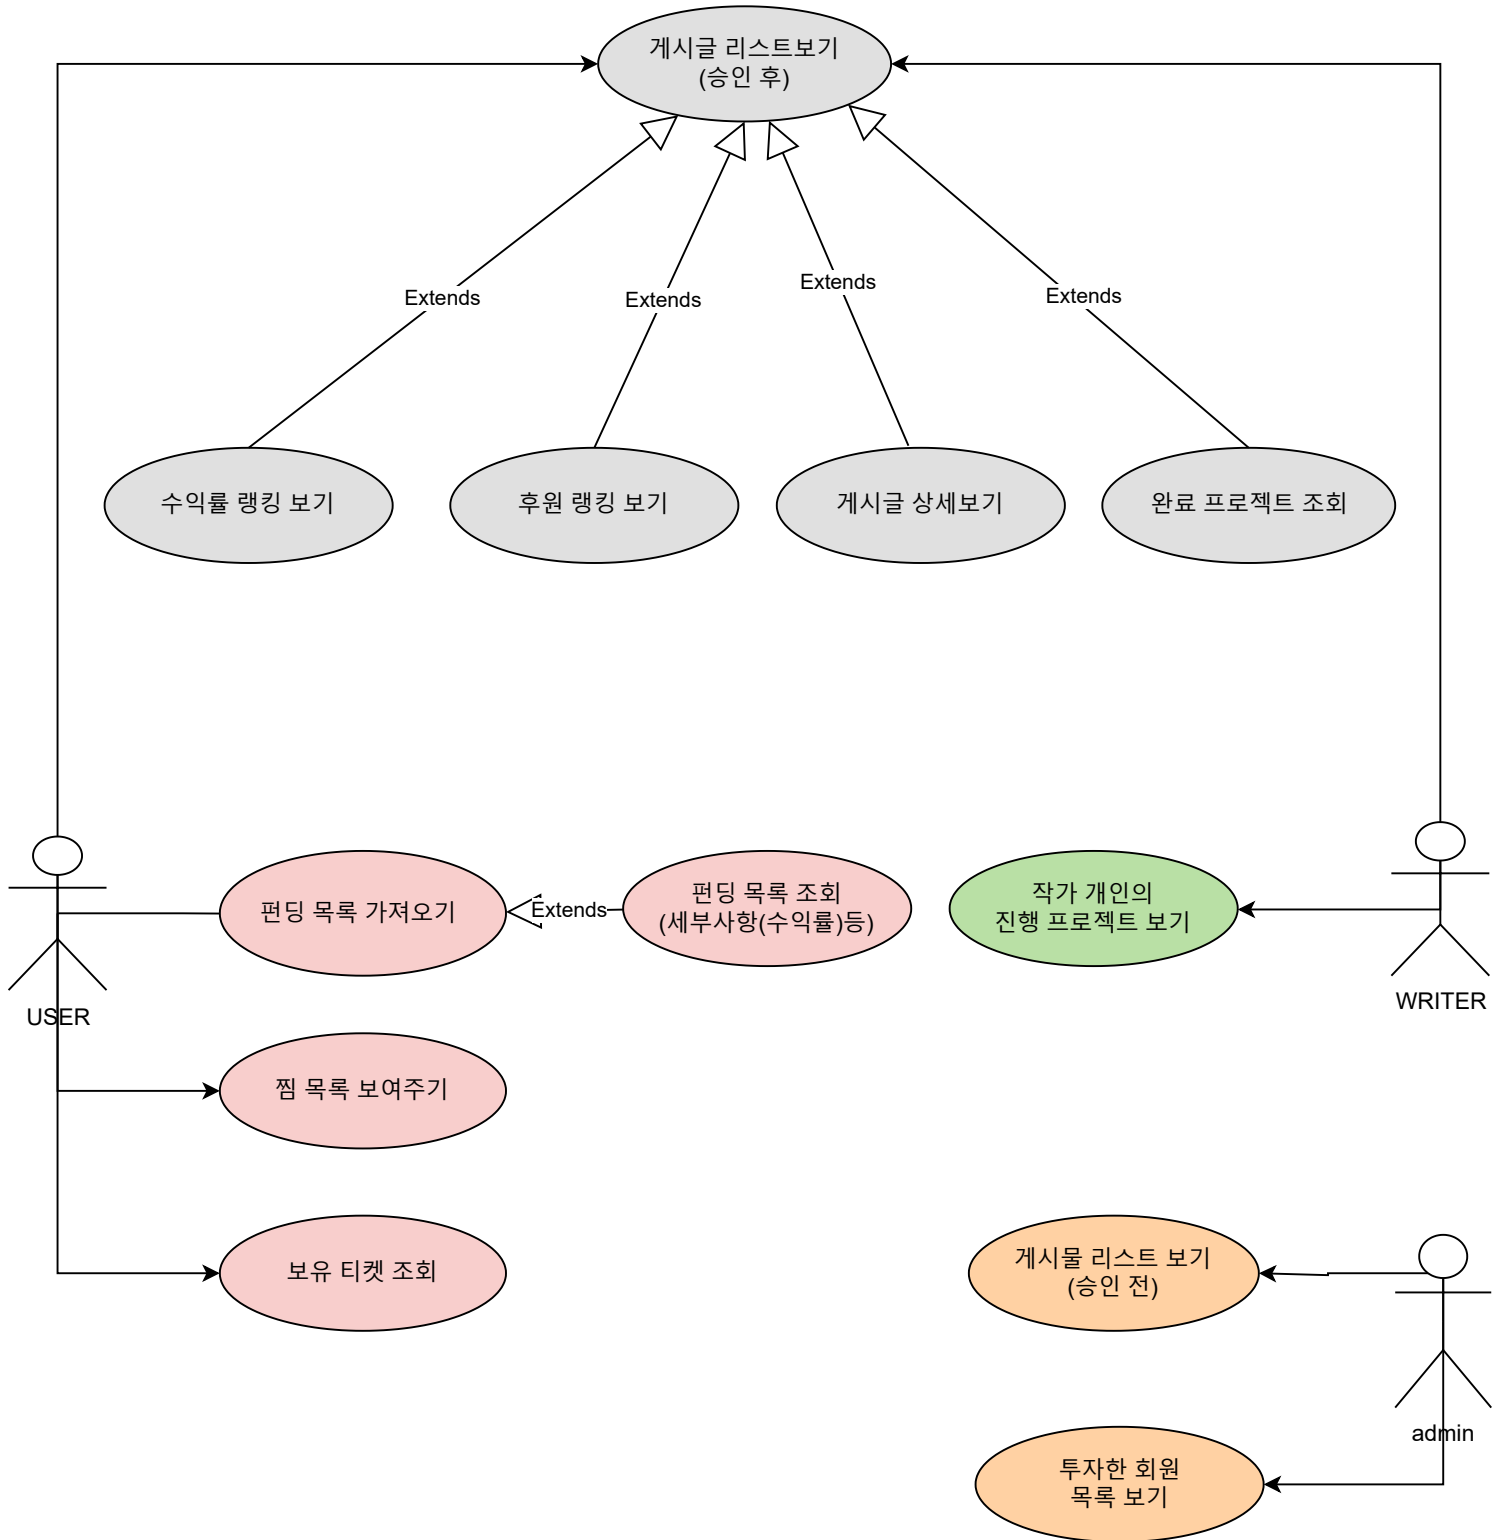 게시글 리스트보기
(승인 후)
Extends
Extends
Extends
Extends
수익률 랭킹 보기
후원 랭킹 보기
게시글 상세보기
완료 프로젝트 조회
펀딩 목록 가져오기
Extends
펀딩 목록 조회
(세부사항(수익률)등)
작가 개인의
진행 프로젝트 보기
USER
WRITER
찜 목록 보여주기
보유 티켓 조회
게시물 리스트 보기
(승인 전)
admin
투자한 회원
목록 보기